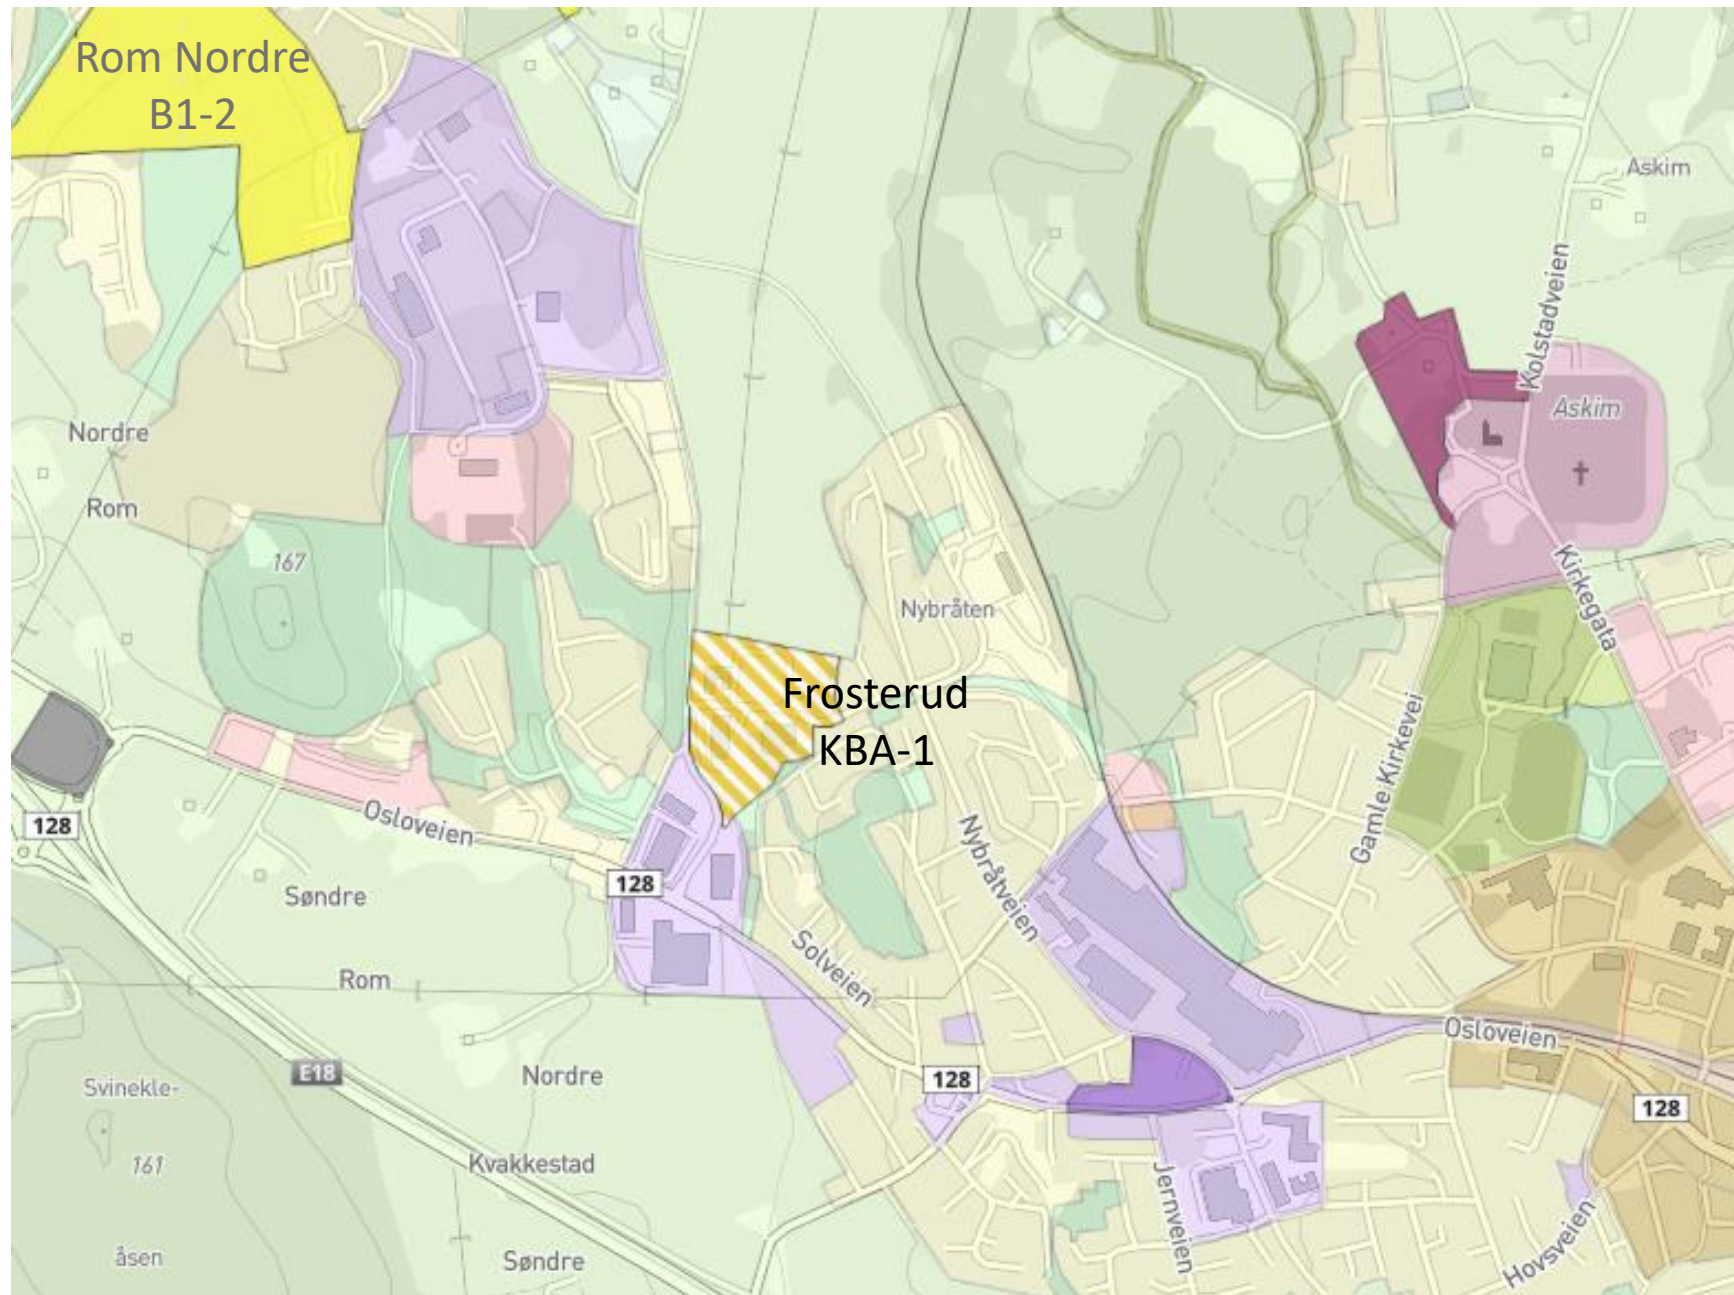 Rom Nordre
B1-2
Askim
Kolstadveien
Askim
Nordre
Rom
167
Kirkegata
Nybråten
Frosterud
KBA-1
Gamle Kirkevei
128
Osloveien
Nybråtveien
128
Søndre
Solveien
Rom
Osloveien
E18
Nordre
128
128
Svinekle-
161
åsen
Kvakkestad
Jernveien
Søndre
Hovsveien